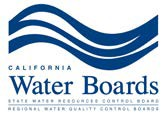 CALIFORNIA
Water Boards
STATE WATER RESOURCES CONTROL BOARD
REGIONAL WATER QUALITY CONTROL BOARDS